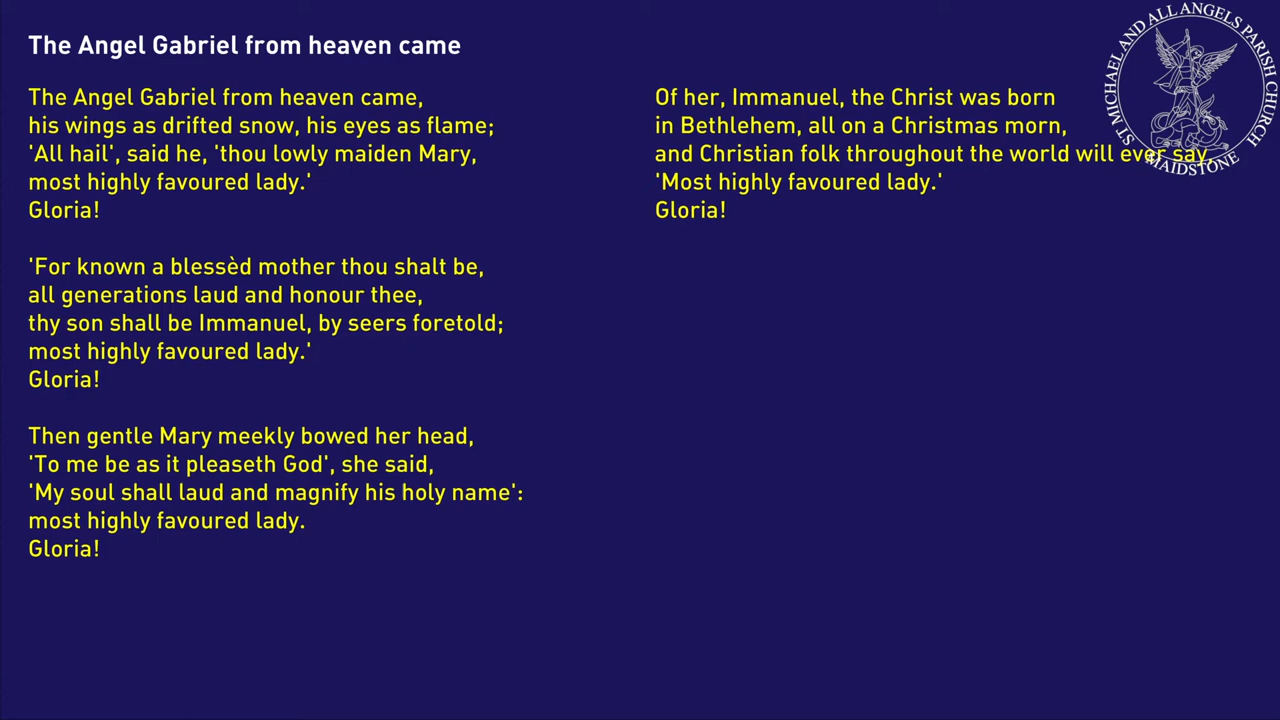 The Angel Gabriel from heaven came
The Angel Gabriel from heaven came,
his wings as drifted snow, his eyes as flame;
'All hail', said he, 'thou lowly maiden Mary,
most highly favoured lady.'
Gloria!
'For known a blessèd mother thou shalt be,
all generations laud and honour thee,
thy son shall be Immanuel, by seers foretold;
most highly favoured lady.'
Gloria!
Then gentle Mary meekly bowed her head,
'To me be as it pleaseth God', she said,
'My soul shall laud and magnify his holy name':
most highly favoured lady.
Gloria!
Of her, Immanuel, the Christ was born
in Bethlehem, all on a Christmas morn,
and Christian folk throughout the world will ever say
'Most highly favoured lady.'
Gloria!
ST MICHAEL AND ALL ANGELS PARISH CHURCH
MAIDSTONE